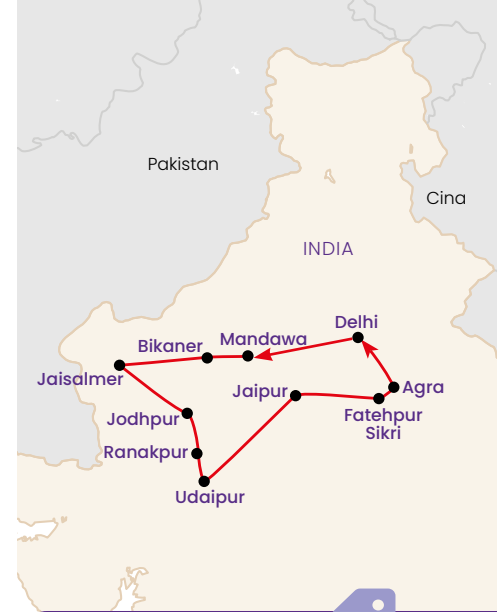 Pakistan
Cina
INDIA
Delhi
Mandawa
Bikaner
Jaisalmer
Jaipur
Agra
Fatehpur
Sikri
Jodhpur
Ranakpur
Udaipur